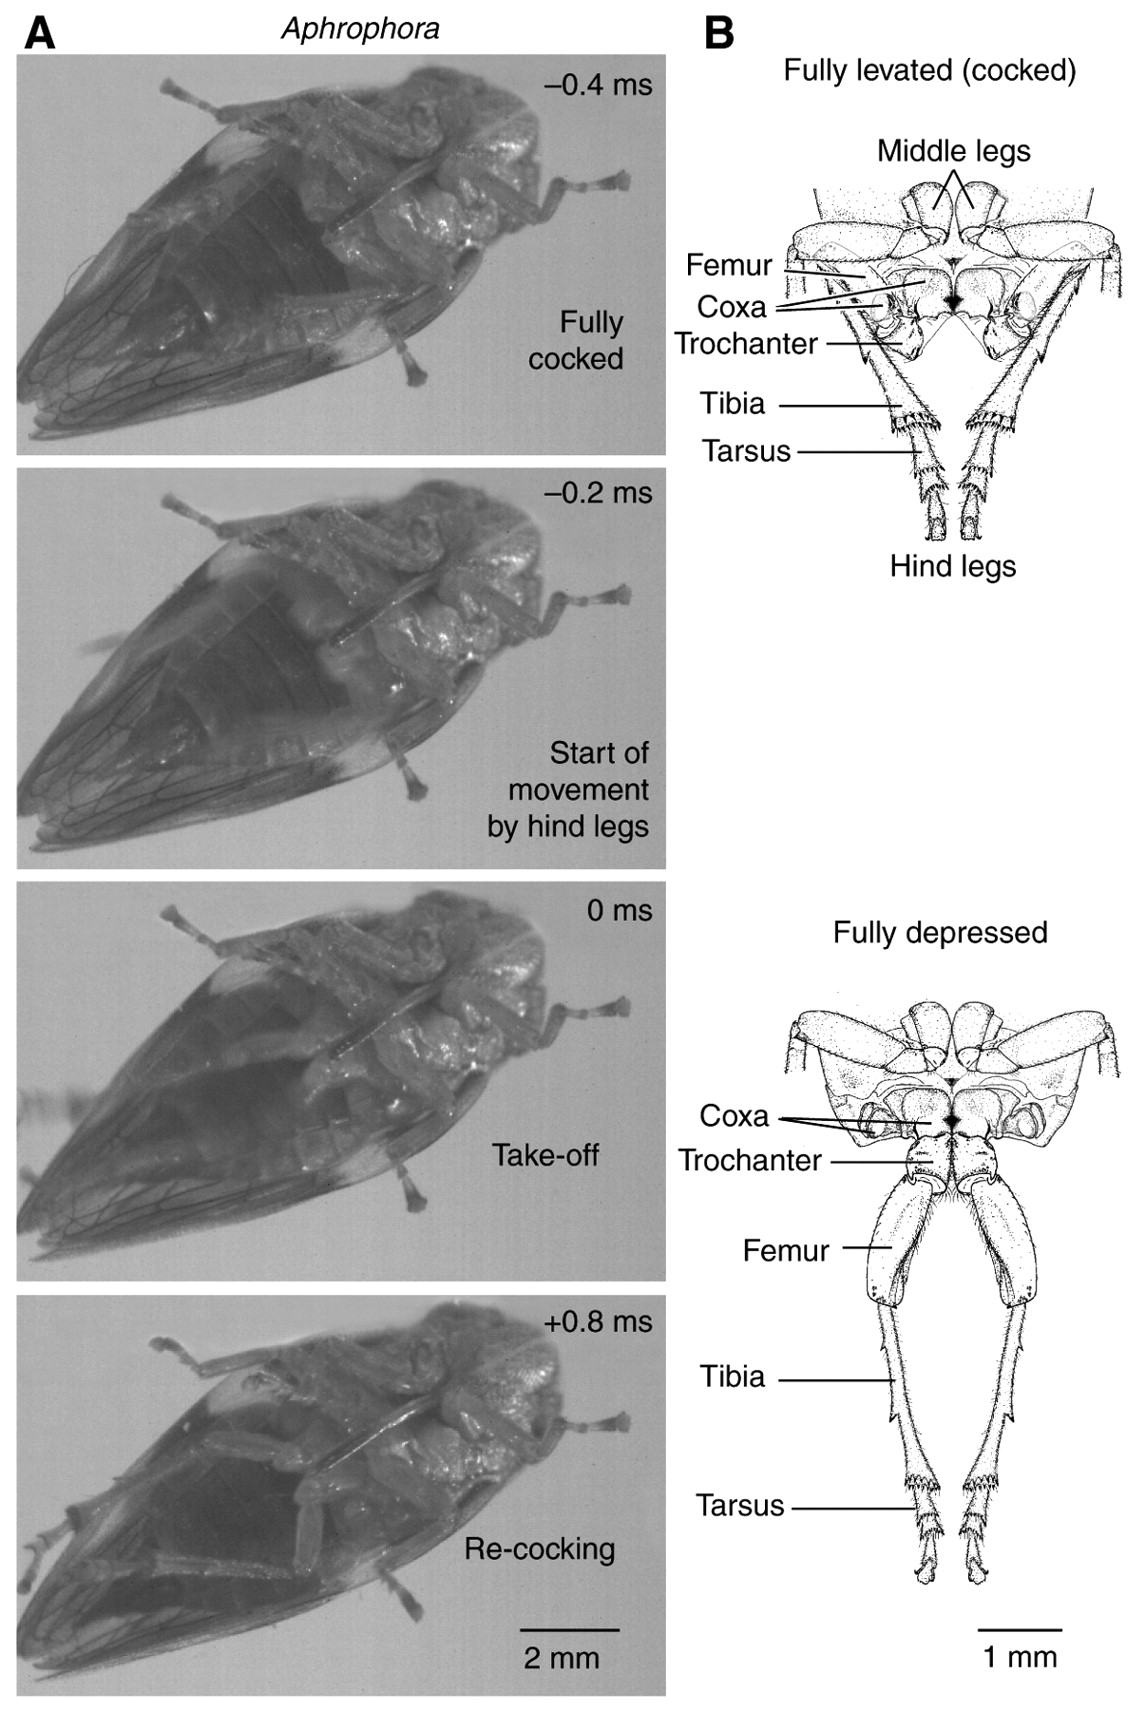 A
Aphrophora
–0.4 ms
Fully
cocked
–0.2 ms
Start of
movement
by hind legs
0 ms
Take-off
+0.8 ms
Re-cocking
2 mm
B
Fully levated (cocked)
Middle legs
Femur
Coxa
Trochanter
Tibia
Tarsus
Hind legs
Fully depressed
Coxa
Trochanter
Femur
Tibia
Tarsus
1 mm